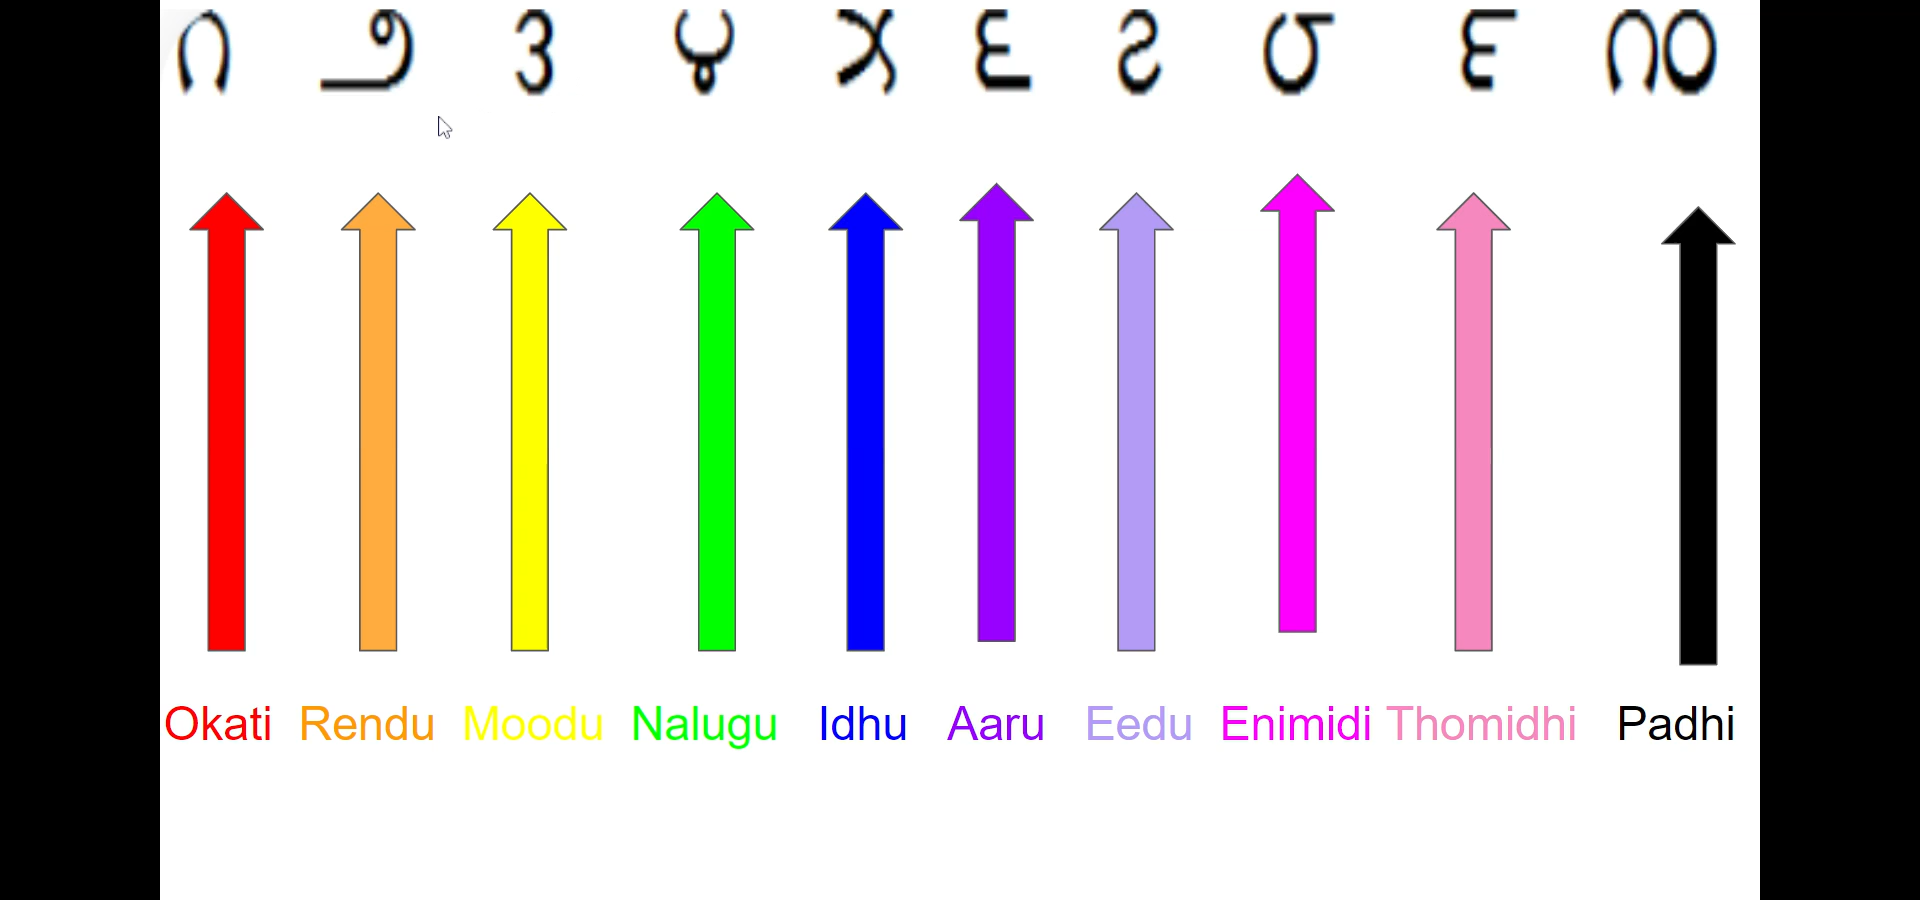 ౧ ౨ ౩ ౪ ౫ ౬ ౭ ౮ ౯ ౧౦
Okati Rendu Moodu Nalugu Idhu Aaru Eedu Enimidi Thomidhi Padhi